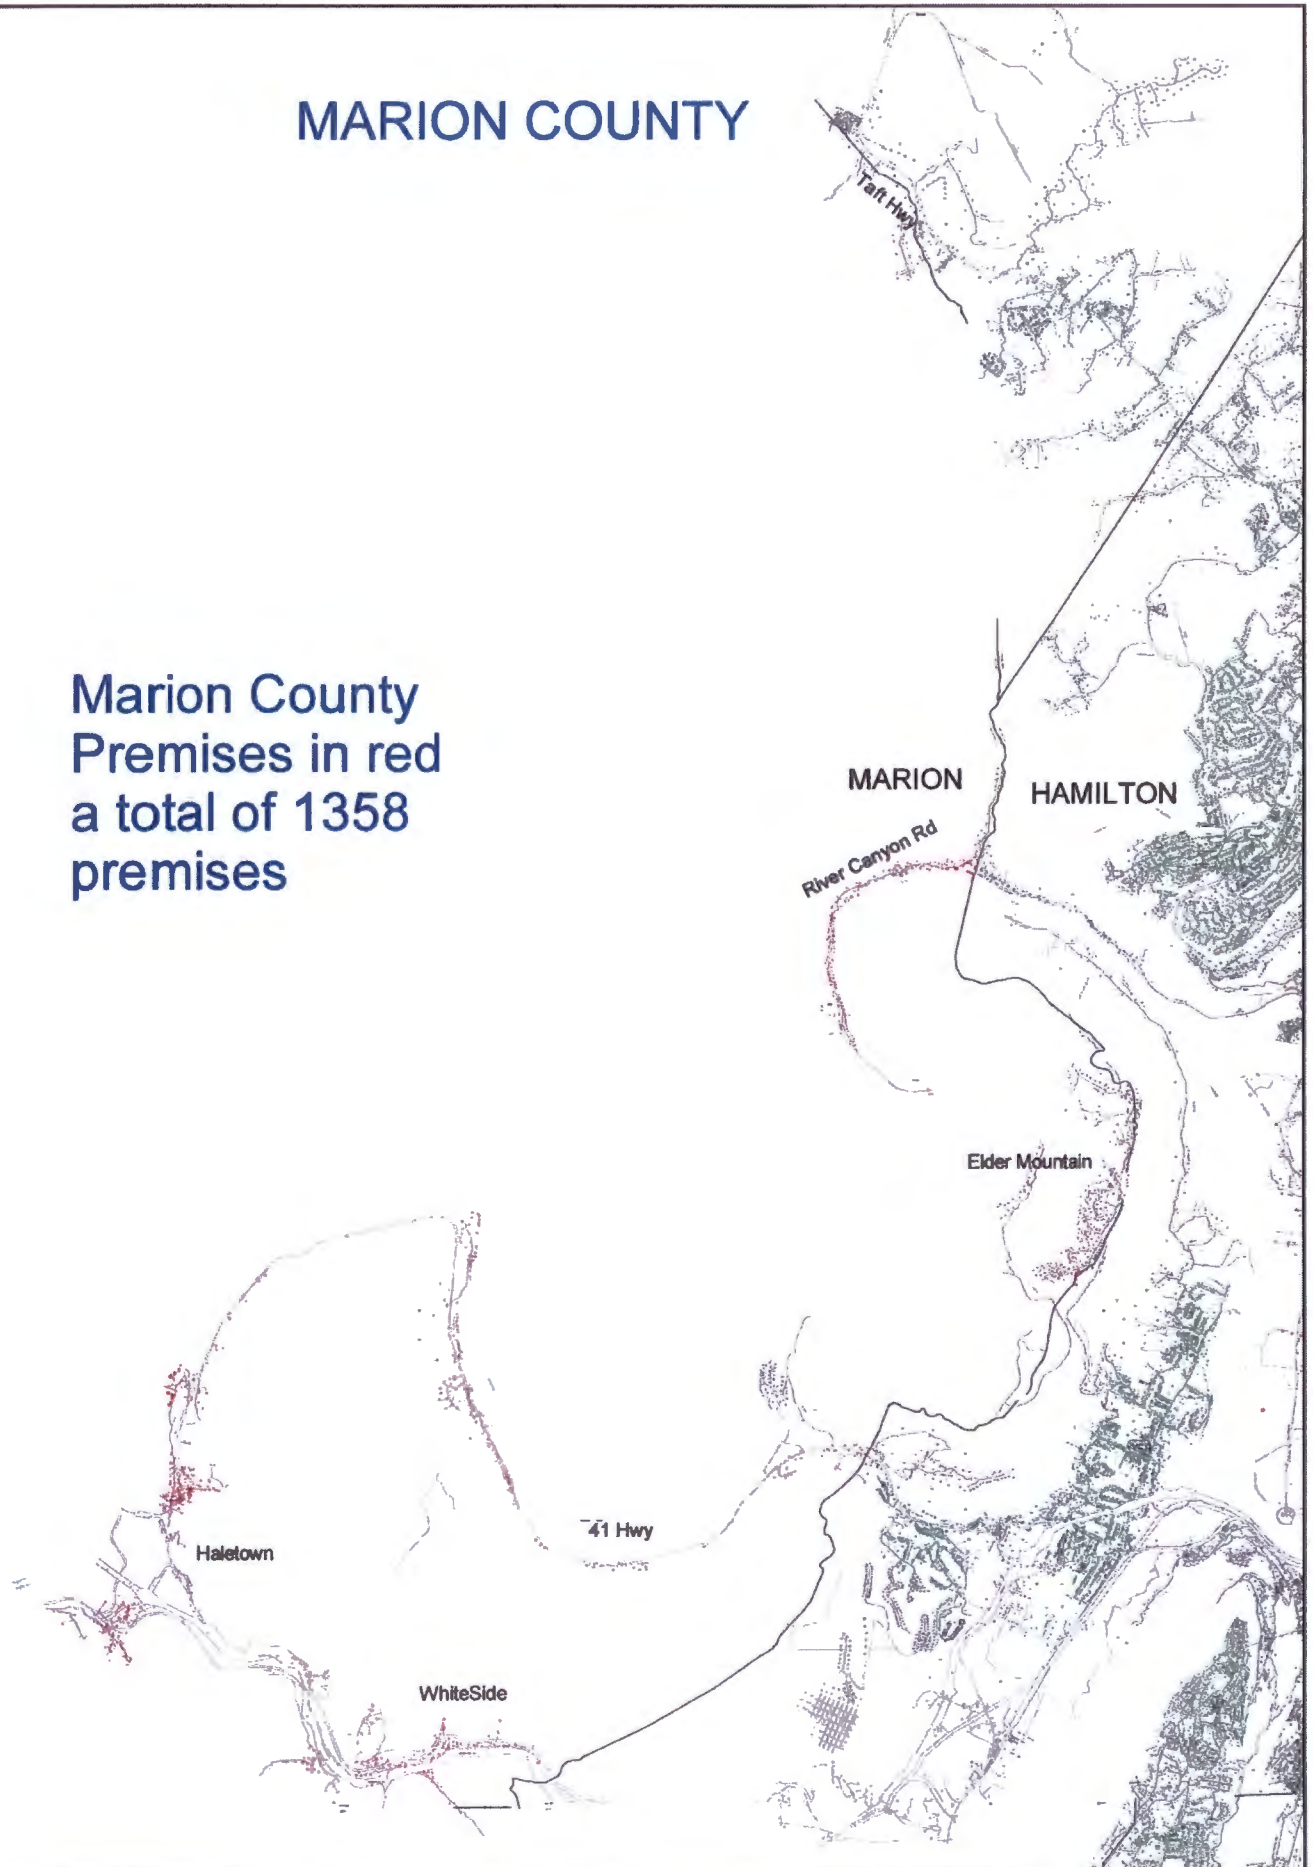 MARION COUNTY
Taft Hwy
Marion County
Premises in red
a total of 1358
premises
MARION
HAMILTON
River Canyon Rd
Elder Mountain
41 Hwy
Haletown
WhiteSide